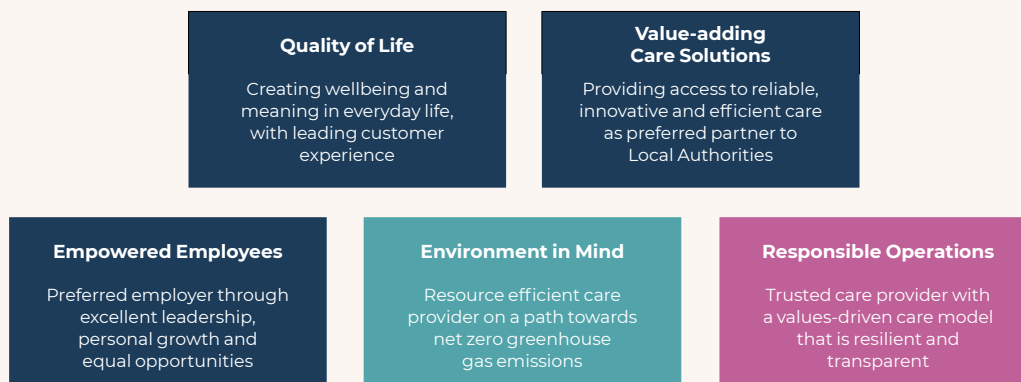 Quality of Life
Creating wellbeing and
meaning in everyday life,
with leading customer
experience
Value-adding
Care Solutions
Providing access to reliable,
innovative and efficient care
as preferred partner to
Local Authorities
Empowered Employees
Preferred employer through
excellent leadership,
personal growth and
equal opportunities
Environment in Mind
Resource efficient care
provider on a path towards
net zero greenhouse
gas emissions
Responsible Operations
Trusted care provider with
a values-driven care model
that is resilient and
transparent